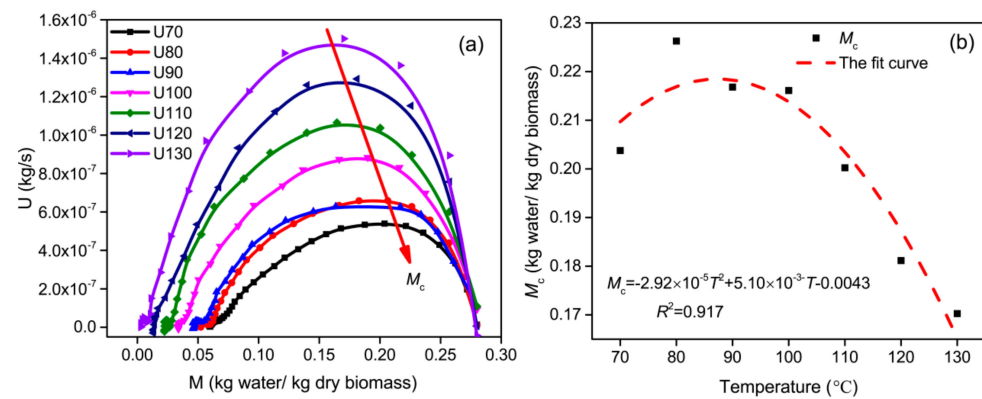 (a)
U70
U80
U90
U100
U110
U120
U130
1.6x10⁻⁶
1.4x10⁻⁶
1.2x10⁻⁶
1.0x10⁻⁶
8.0x10⁻⁷
6.0x10⁻⁷
4.0x10⁻⁷
2.0x10⁻⁷
0.0
U (kg/s)
Mc
0.00 0.05 0.10 0.15 0.20 0.25 0.30
M (kg water/ kg dry biomass)
(b)
Mc
The fit curve
0.23
0.22
0.21
0.20
0.19
0.18
0.17
Mc (kg water/ kg dry biomass)
Mc=-2.92×10⁻⁵T²+5.10×10⁻³T-0.0043
R²=0.917
70 80 90 100 110 120 130
Temperature (°C)